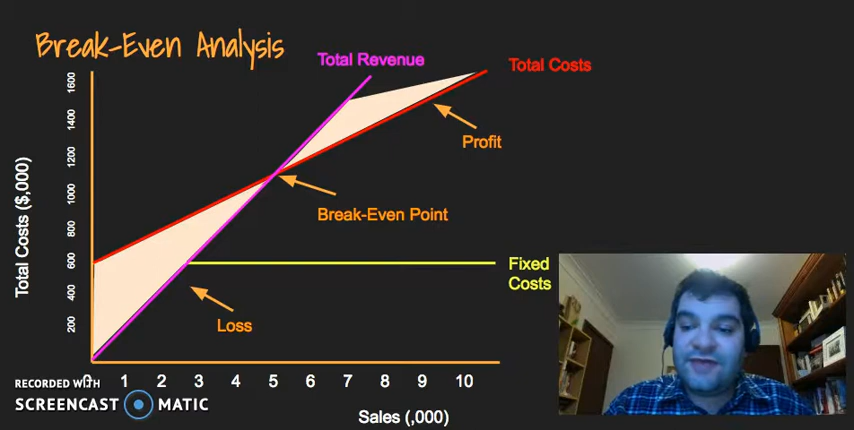 Break-Even Analysis
Total Revenue
Total Costs
Profit
Break-Even Point
Fixed
Costs
Loss
Total Costs ($,000)
1600
1400
1200
1000
800
600
400
200
0 1 2 3 4 5 6 7 8 9 10
Sales (,000)
RECORDED WITH
SCREENCAST MATIC